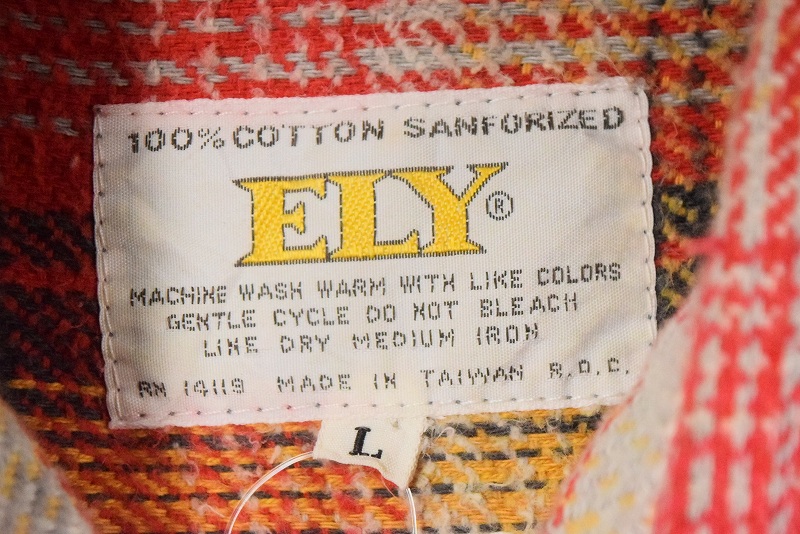 100% COTTON SANFORIZED
ELY®
MACHINE WASH WARM WITH LIKE COLORS
GENTLE CYCLE DO NOT BLEACH
LINE DRY MEDIUM IRON
RN 14119 MADE IN TAIWAN R.O.C.
L